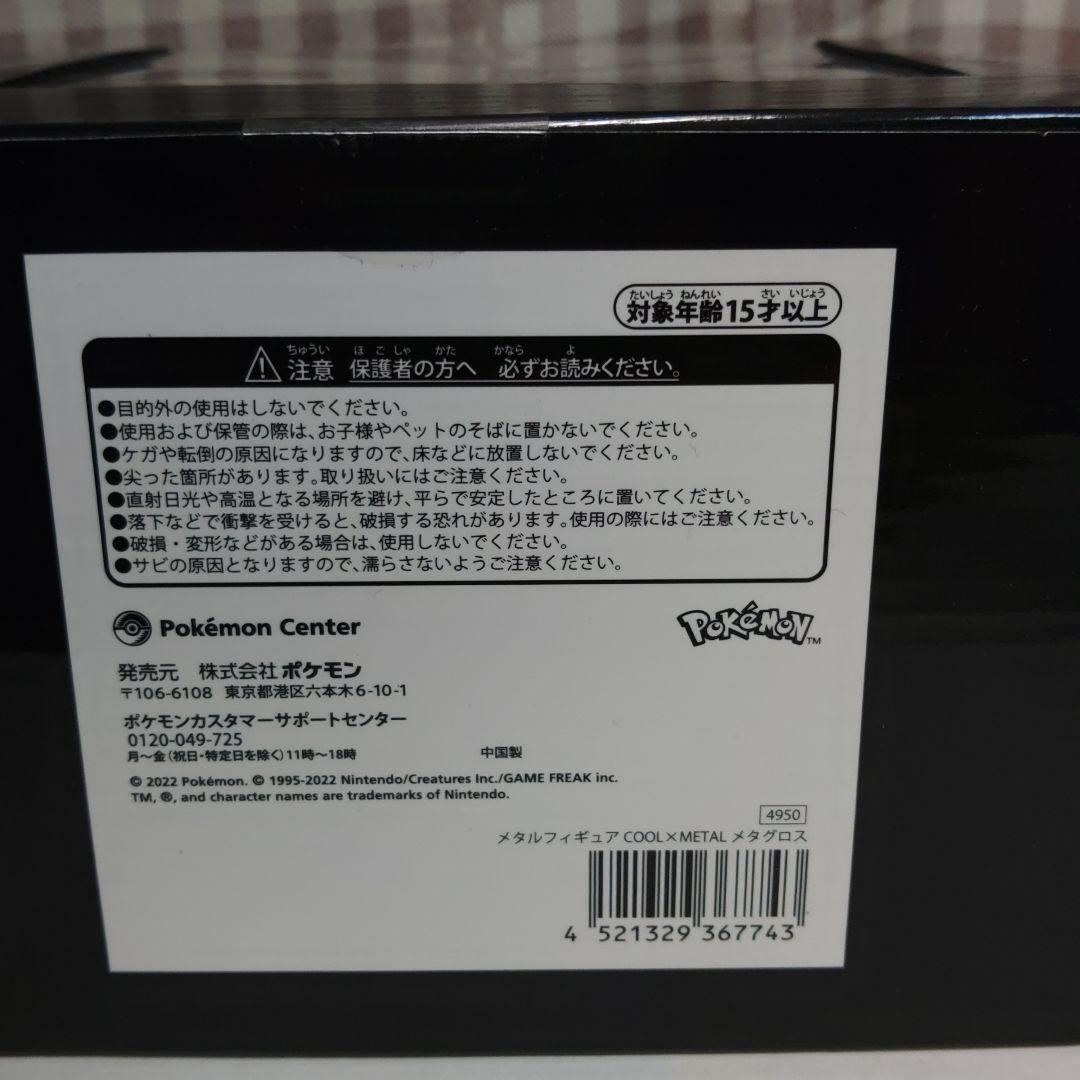 たいしょう ねんれい さい いじょう
対象年齢15才以上
ちゅうい ほごしゃ かた かなら よ
注意 保護者の方へ 必ずお読みください。
●目的外の使用はしないでください。
●使用および保管の際は、お子様やペットのそばに置かないでください。
●ケガや転倒の原因になりますので、床などに放置しないでください。
●尖った箇所があります。取り扱いにはご注意ください。
●直射日光や高温となる場所を避け、平らで安定したところに置いてください。
●落下などで衝撃を受けると、破損する恐れがあります。使用の際にはご注意ください。
●破損・変形などがある場合は、使用しないでください。
●サビの原因となりますので、濡らさないようご注意ください。
Pokémon Center
POKéMON™
発売元 株式会社ポケモン
〒106-6108 東京都港区六本木6-10-1
ポケモンカスタマーサポートセンター
0120-049-725
月～金（祝日・特定日を除く）11時～18時 中国製
© 2022 Pokémon. © 1995-2022 Nintendo/Creatures Inc./GAME FREAK inc.
TM, ®, and character names are trademarks of Nintendo.
4950
メタルフィギュア COOL×METAL メタグロス
4 521329 367743